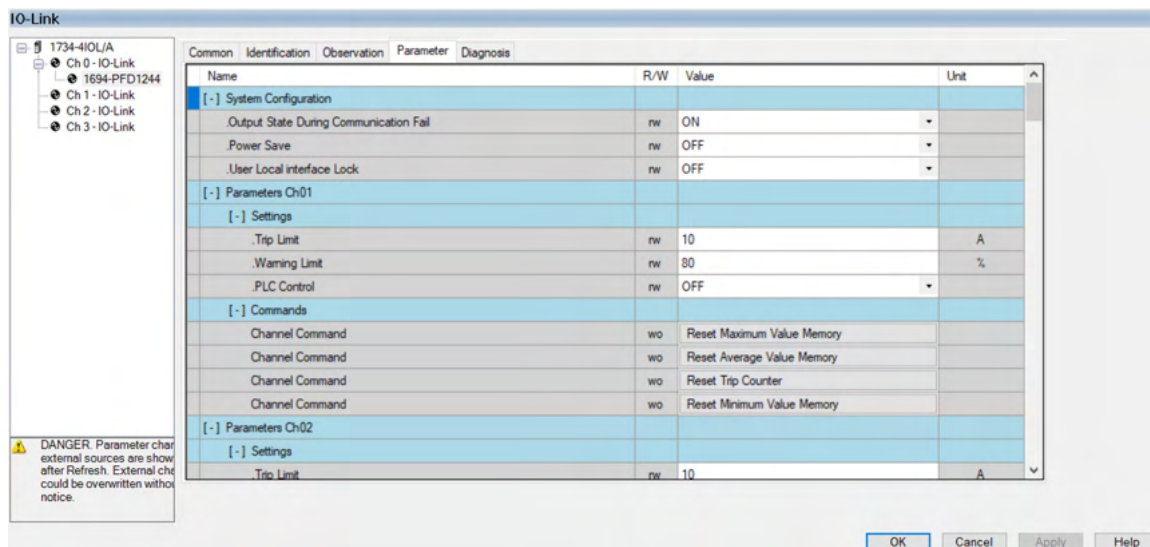 IO-Link
1734-4IOL/A
Ch 0 - IO-Link
1694-PFD1244
Ch 1 - IO-Link
Ch 2 - IO-Link
Ch 3 - IO-Link
DANGER. Parameter char
external sources are show
after Refresh. External cha
could be overwritten withou
notice.
Common Identification Observation Parameter Diagnosis
Name R/W Value Unit
[-] System Configuration
.Output State During Communication Fail rw ON
.Power Save rw OFF
.User Local interface Lock rw OFF
[-] Parameters Ch01
[-] Settings
.Trip Limit rw 10 A
.Warning Limit rw 80 %
.PLC Control rw OFF
[-] Commands
Channel Command wo Reset Maximum Value Memory
Channel Command wo Reset Average Value Memory
Channel Command wo Reset Trip Counter
Channel Command wo Reset Minimum Value Memory
[-] Parameters Ch02
[-] Settings
.Trip Limit rw 10 A
OK Cancel Apply Help